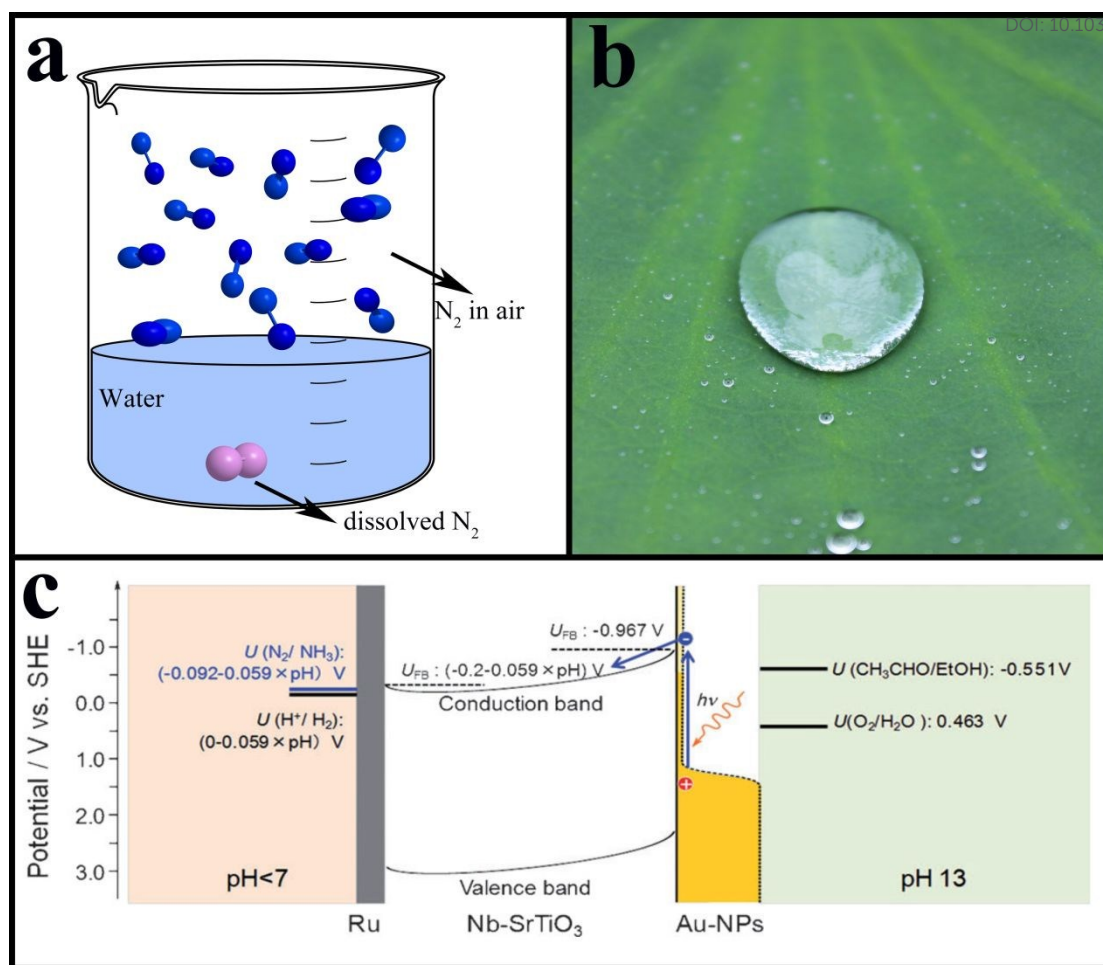 a
N₂ in air
Water
dissolved N₂
DOI: 10.103
b
c
Potential / V vs. SHE
-1.0
0.0
1.0
2.0
3.0
U (N₂/ NH₃):
(-0.092-0.059 × pH) V
U (H⁺/ H₂):
(0-0.059 × pH) V
pH<7
Ru
U_FB : -0.967 V
U_FB : (-0.2-0.059 × pH) V
Conduction band
Valence band
Nb-SrTiO₃
-
hν
+
Au-NPs
U (CH₃CHO/EtOH): -0.551V
U(O₂/H₂O ): 0.463 V
pH 13